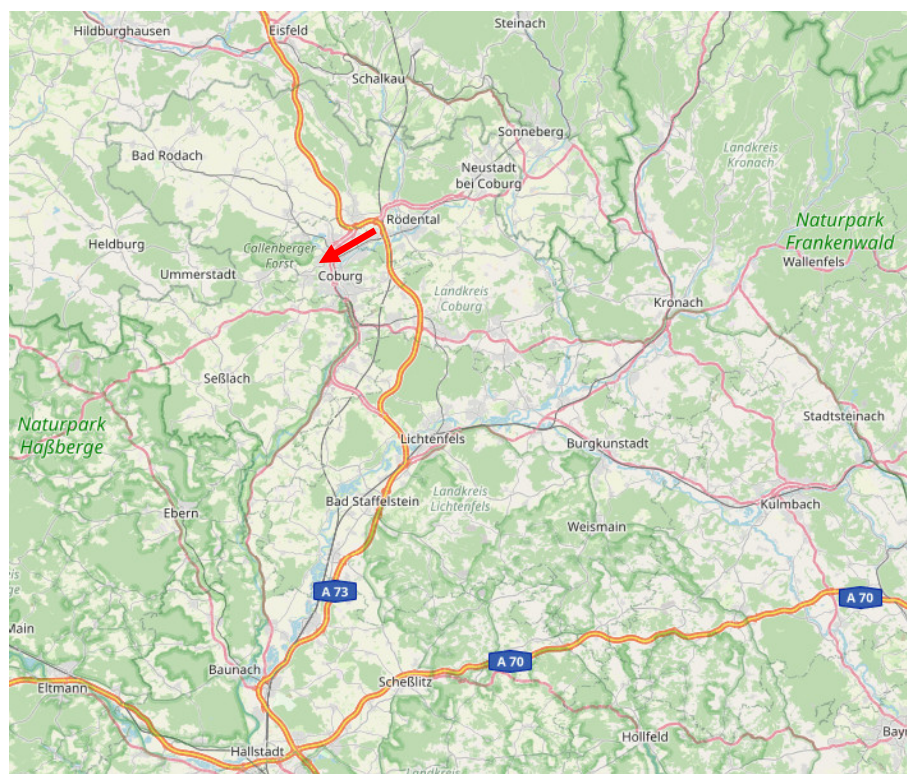 Steinach
Hildburghausen
Eisfeld
Schalkau
Sonneberg
Bad Rodach
Neustadt
bei Coburg
Landkreis
Kronach
Rödental
Naturpark
Frankenwald
Heldburg
Callenberger
Forst
Wallenfels
Ummerstadt
Coburg
Landkreis
Coburg
Kronach
Seßlach
Naturpark
Haßberge
Stadtsteinach
Lichtenfels
Burgkunstadt
Landkreis
Lichtenfels
Bad Staffelstein
Kulmbach
Ebern
Weismain
A 73
A 70
Main
A 70
Baunach
Eltmann
Scheßlitz
Hollfeld
Bay
Hallstadt
Landkreis